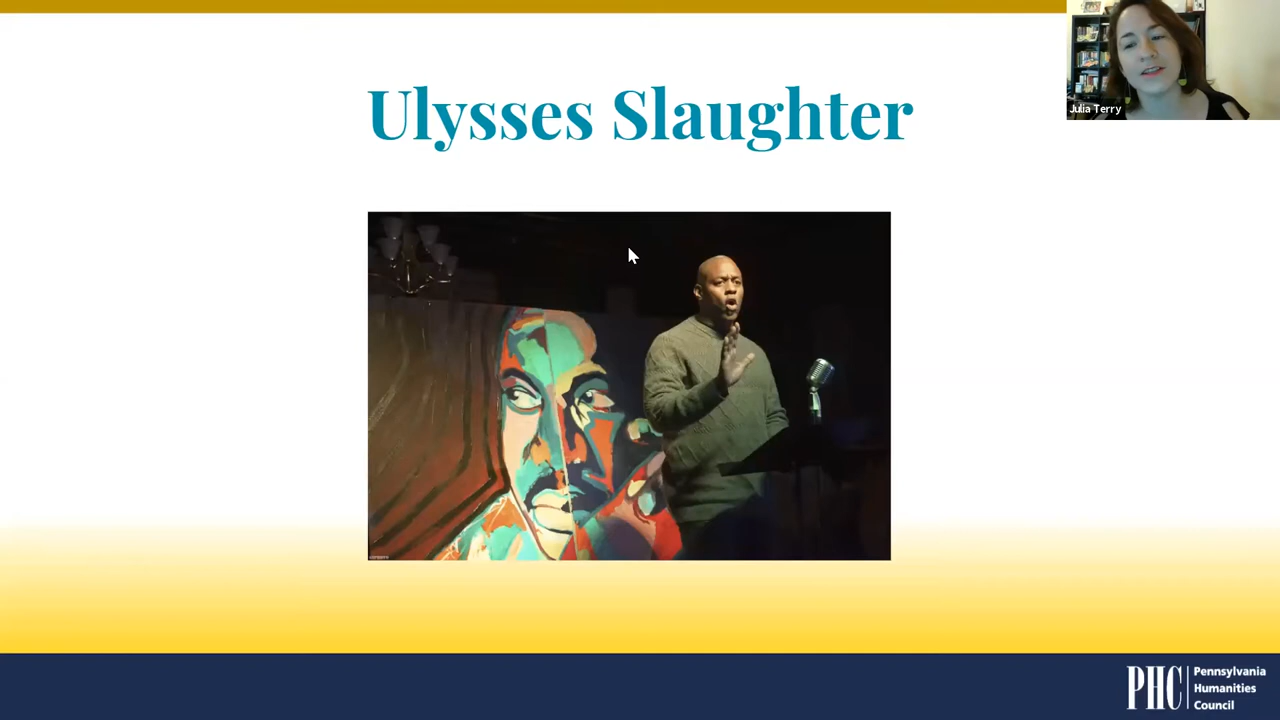 Ulysses Slaughter
Julia Terry
PHC
Pennsylvania
Humanities
Council